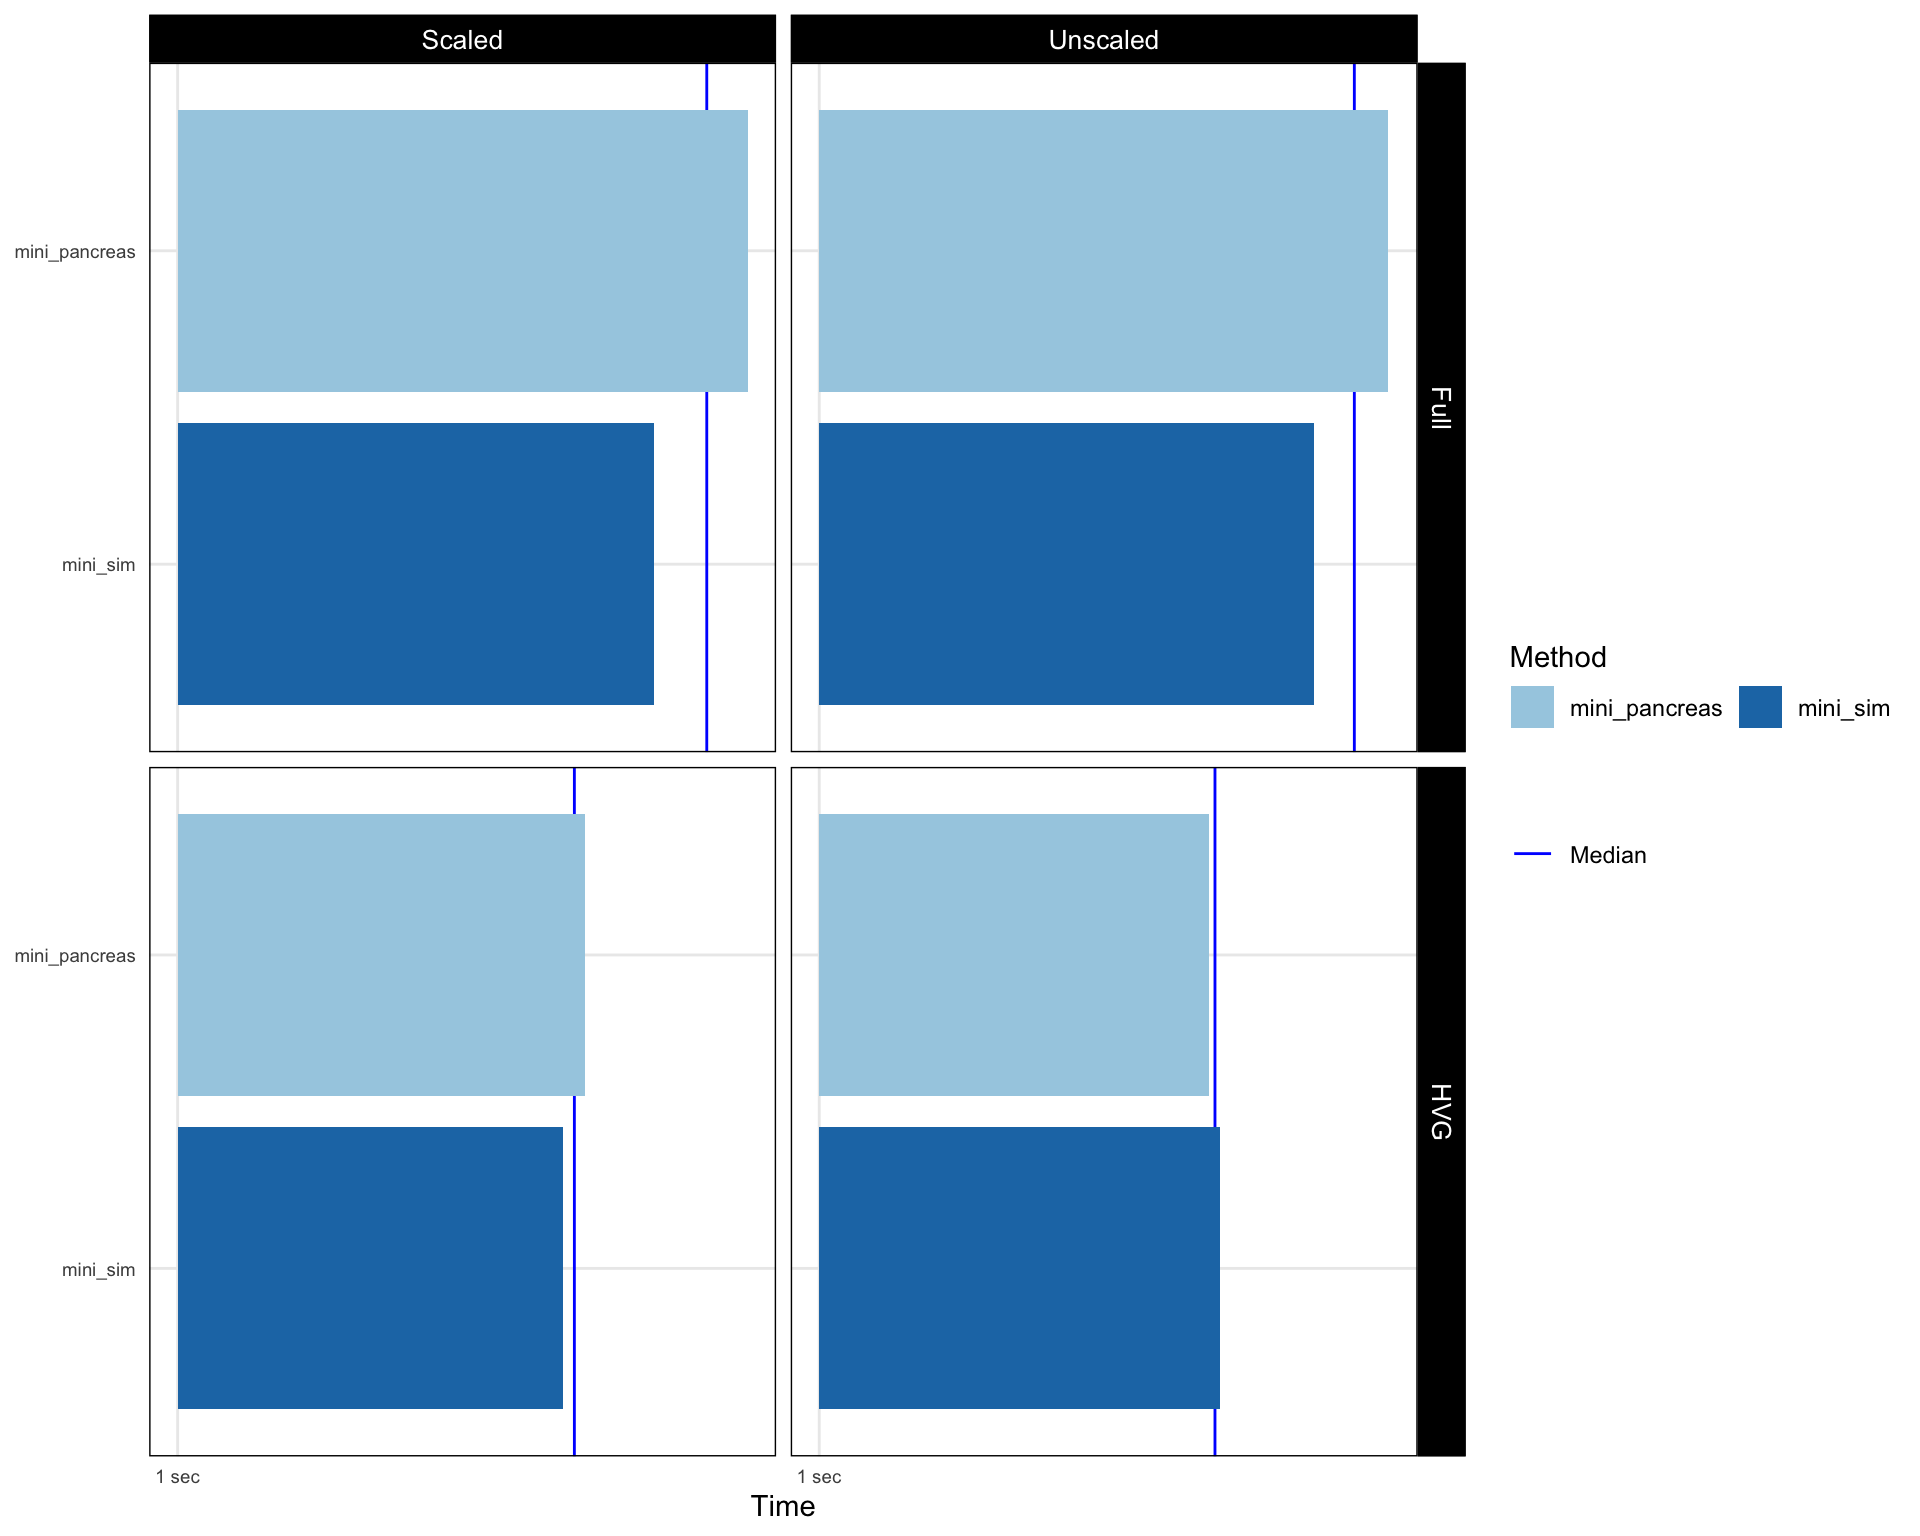 Scaled
Unscaled
mini_pancreas
mini_sim
Full
mini_pancreas
mini_sim
HVG
1 sec
1 sec
Time
Method
mini_pancreas
mini_sim
Median